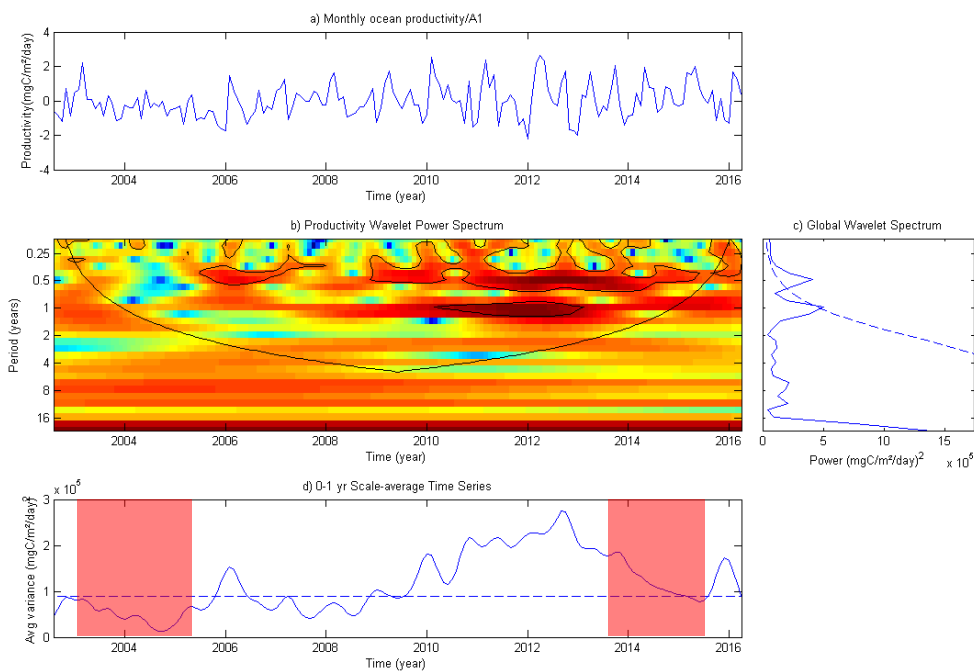 a) Monthly ocean productivity/A1
Productivity(mgC/m²/day)
4
2
0
-2
-4
2004 2006 2008 2010 2012 2014 2016
Time (year)
b) Productivity Wavelet Power Spectrum
Period (years)
0.25
0.5
1
2
4
8
16
2004 2006 2008 2010 2012 2014 2016
Time (year)
c) Global Wavelet Spectrum
0 5 10 15
Power (mgC/m²/day)²
x 10⁵
d) 0-1 yr Scale-average Time Series
x 10⁵
Avg variance (mgC/m²/day)²
3
2
1
0
2004 2006 2008 2010 2012 2014 2016
Time (year)